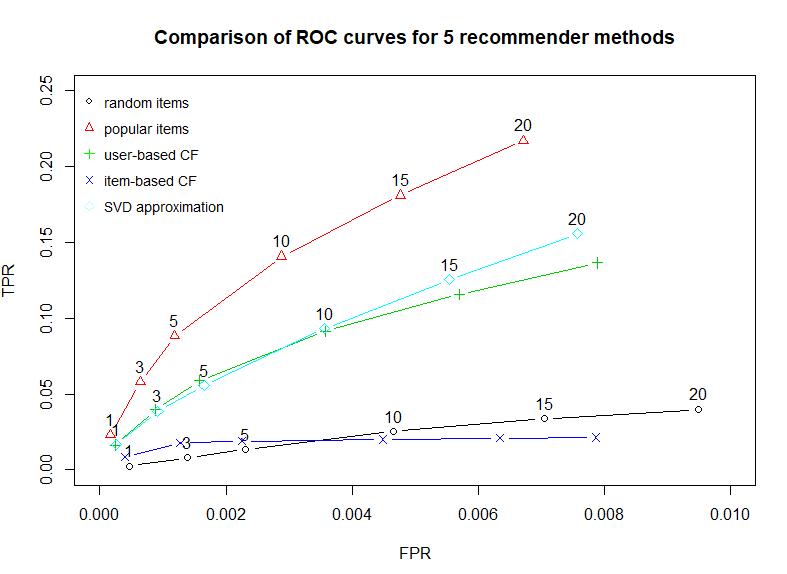 Comparison of ROC curves for 5 recommender methods
random items
popular items
user-based CF
item-based CF
SVD approximation
TPR
0.25
0.20
0.15
0.10
0.05
0.00
20
15
10
5
3
1
20
15
10
5
3
1
20
15
10
5
3
1
0.000 0.002 0.004 0.006 0.008 0.010
FPR